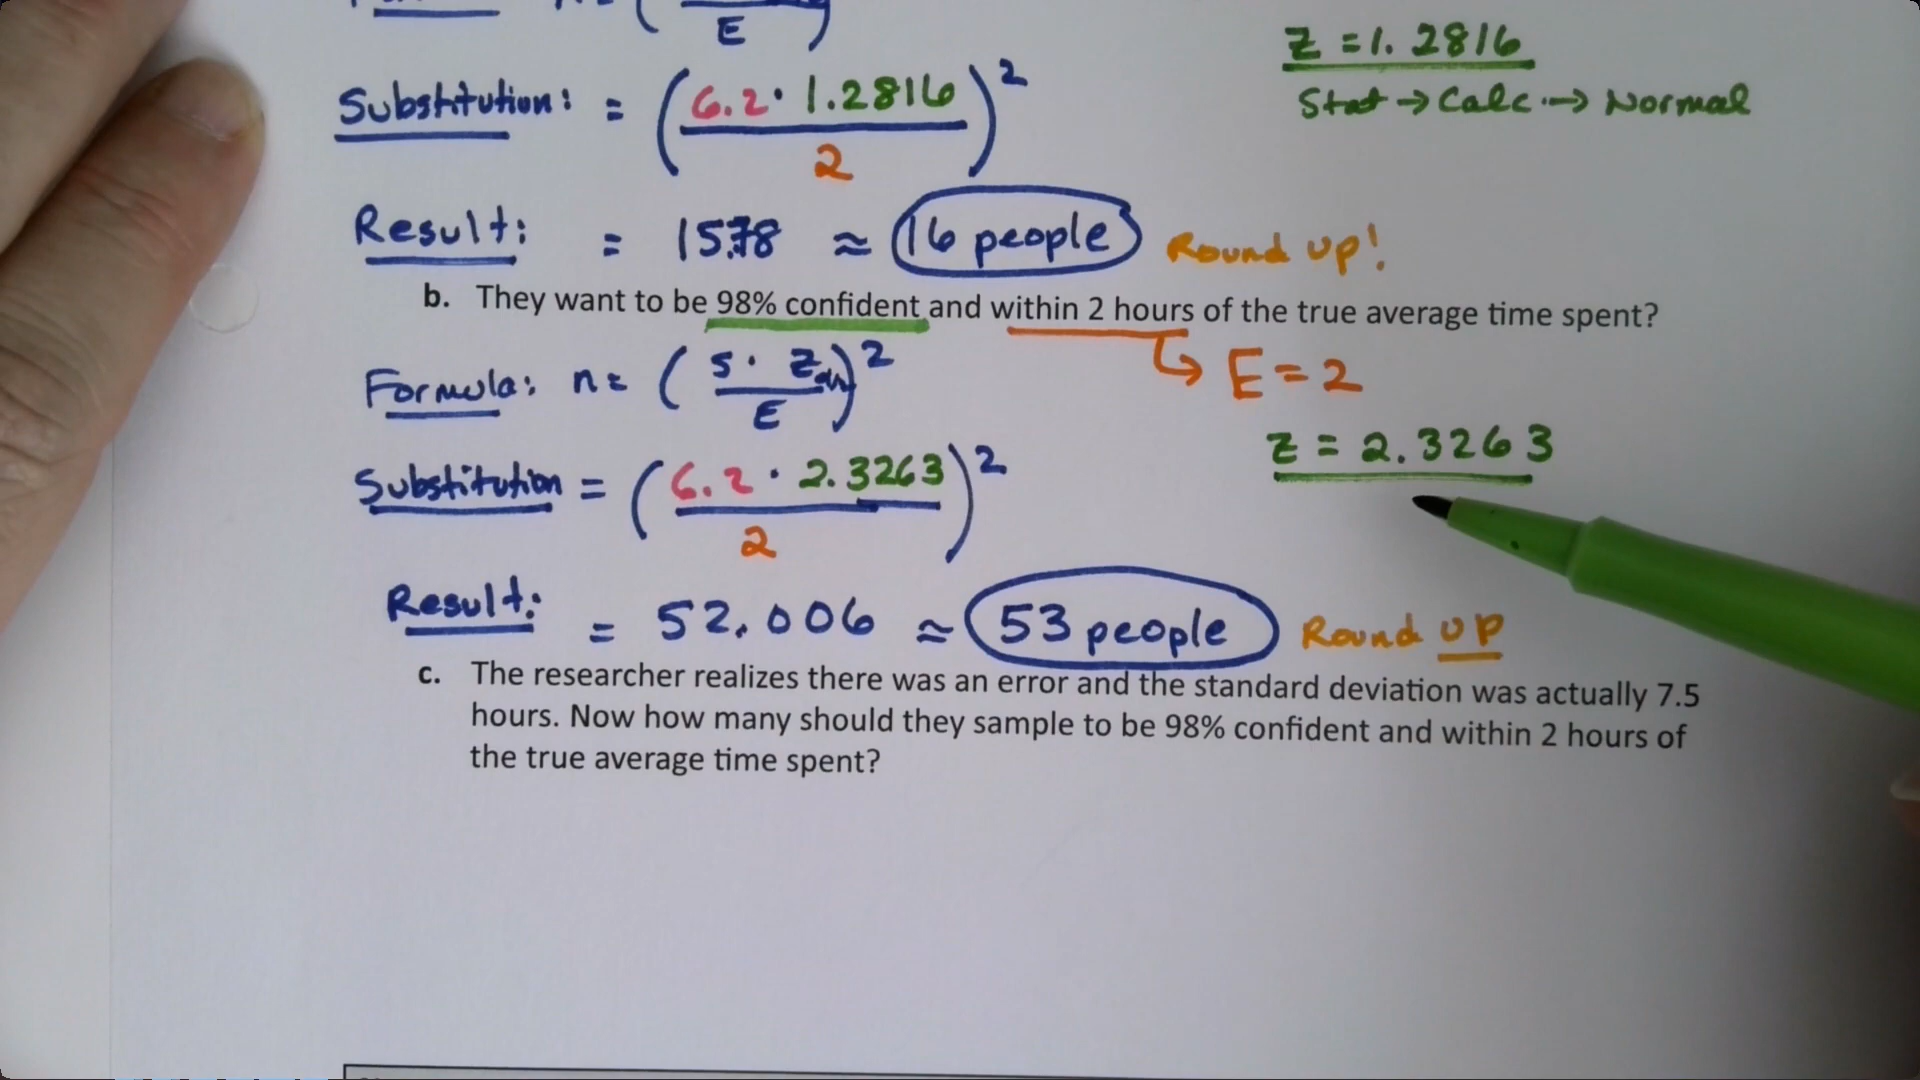 E
Z = 1.2816
Substitution: = (6.2 · 1.2816 / 2)²
Stat → Calc → Normal
Result: = 15.78 ≈ 16 people Round up!
b. They want to be 98% confident and within 2 hours of the true average time spent?
Formula: n = (s · Z / E)²
E = 2
Z = 2.3263
Substitution = (6.2 · 2.3263 / 2)²
Result: = 52.006 ≈ 53 people Round up
c. The researcher realizes there was an error and the standard deviation was actually 7.5
hours. Now how many should they sample to be 98% confident and within 2 hours of
the true average time spent?